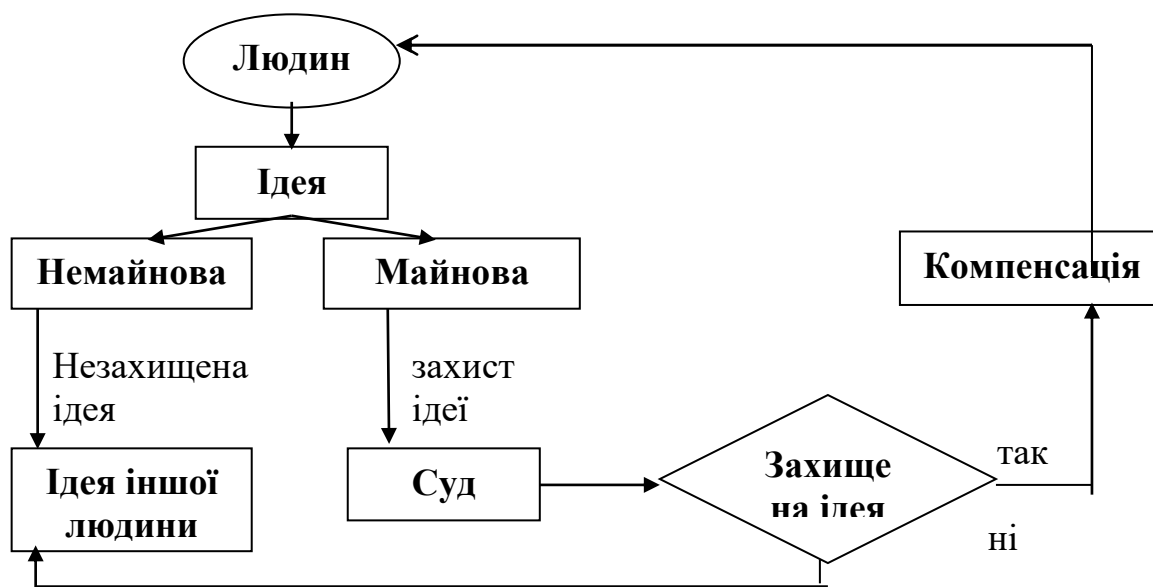 Людин
Ідея
Немайнова
Майнова
Компенсація
Незахищена
ідея
захист
ідеї
Ідея іншої
людини
Суд
Захище
на ідея
так
ні